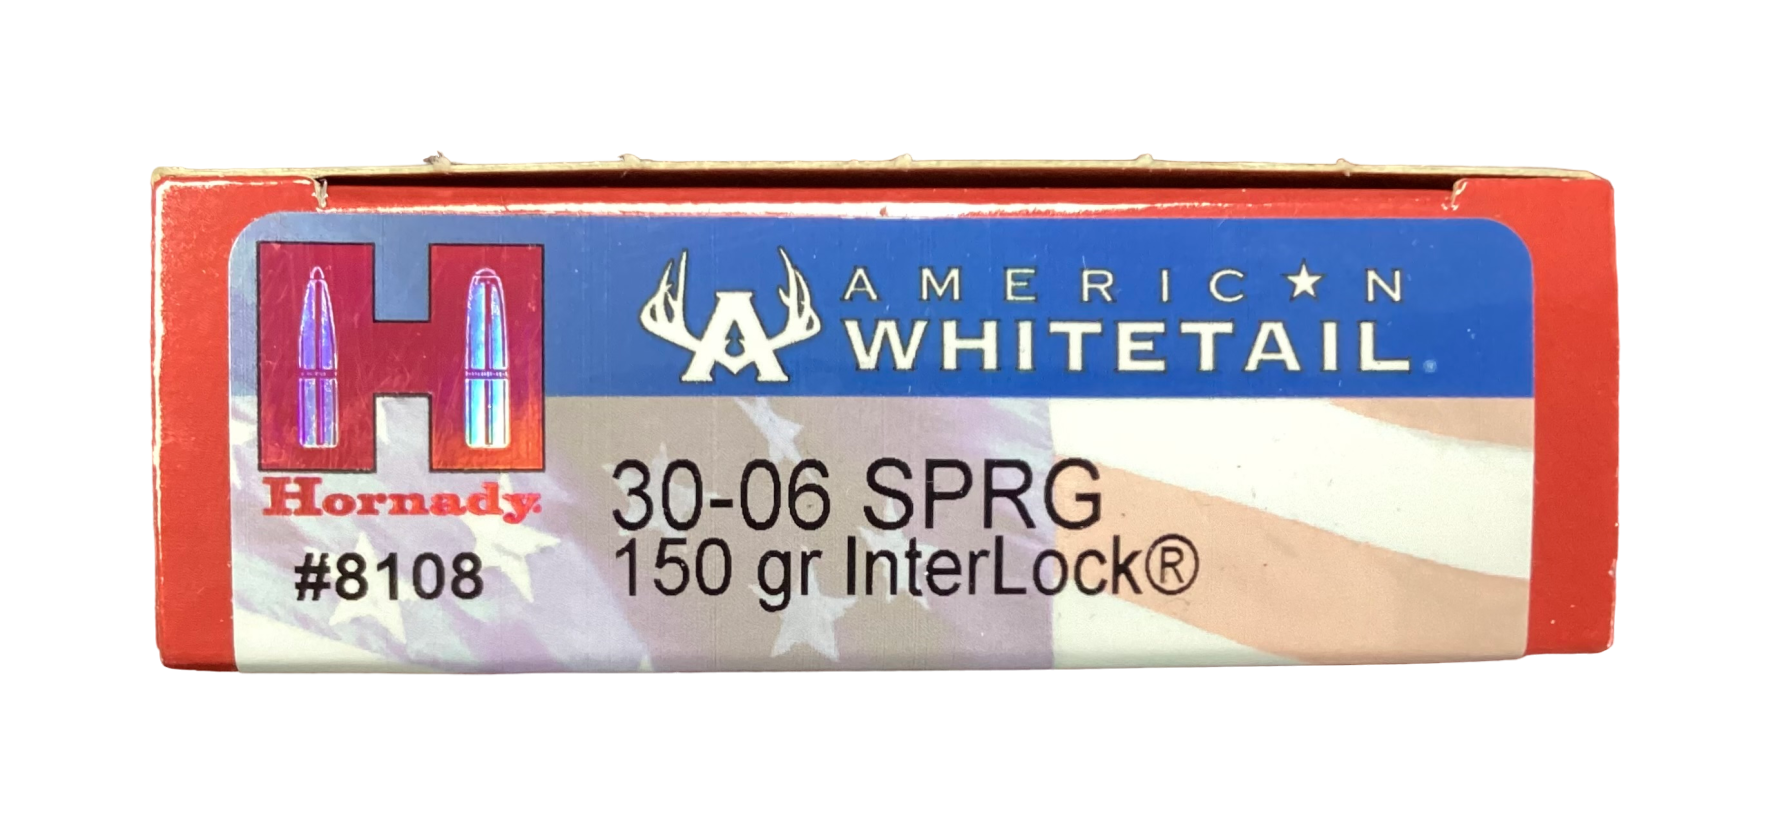 AMERIC★N
WHITETAIL
Hornady.
#8108
30-06 SPRG
150 gr InterLock®